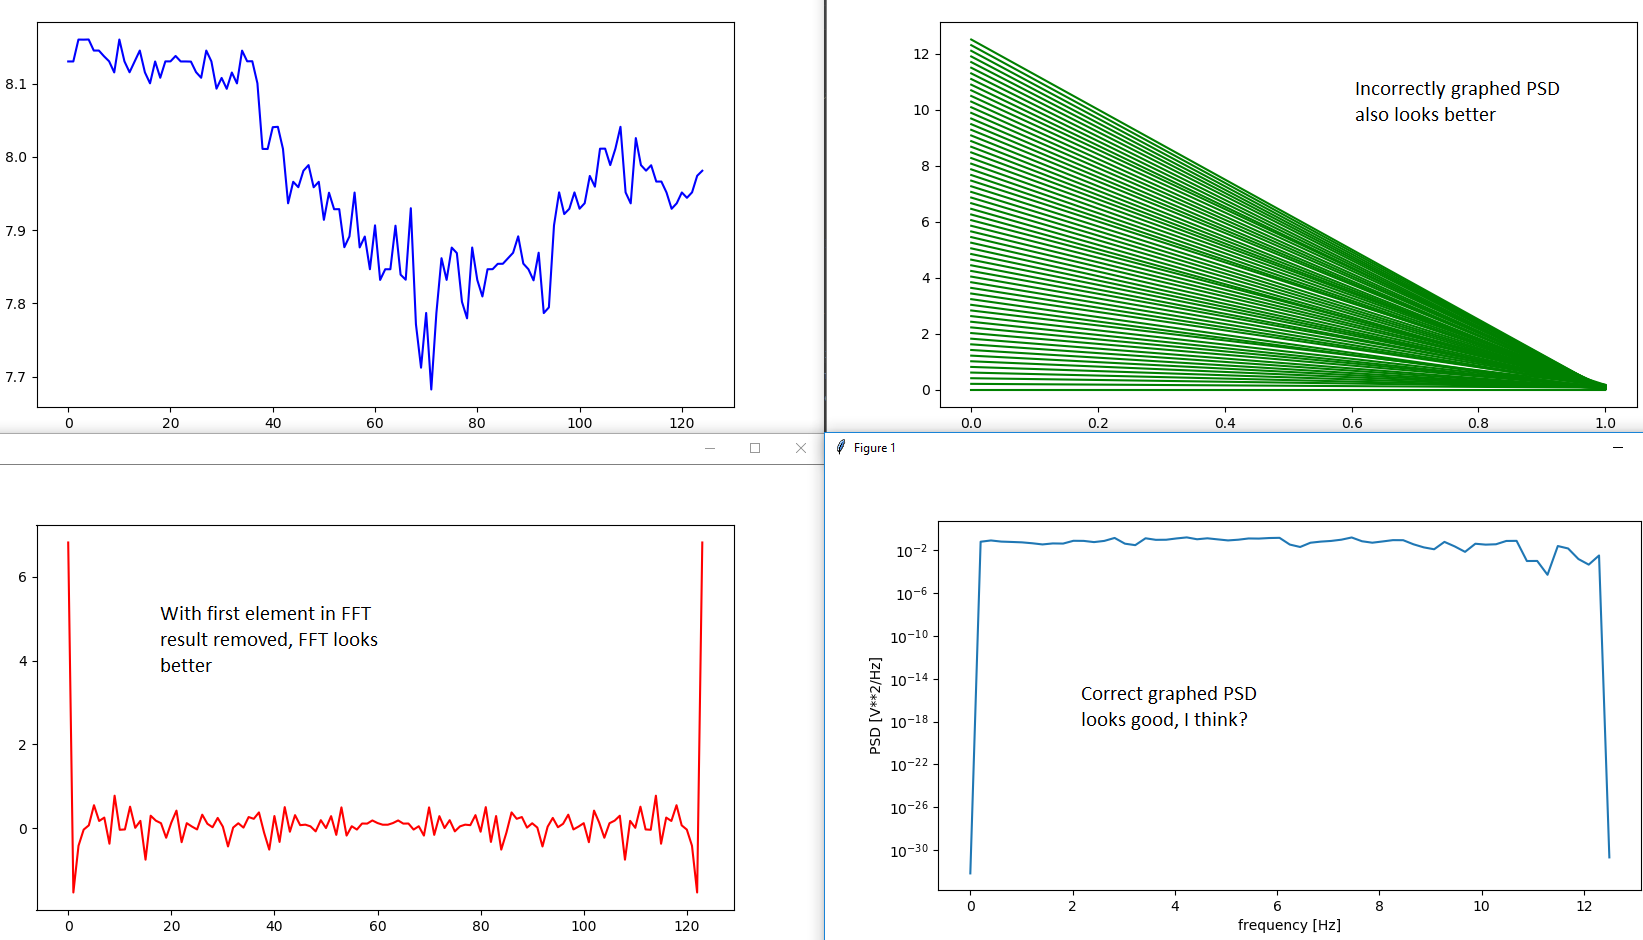 8.1
8.0
7.9
7.8
7.7
0 20 40 60 80 100 120
12
10
8
6
4
2
0
0.0 0.2 0.4 0.6 0.8 1.0
Incorrectly graphed PSD
also looks better
6
4
2
0
0 20 40 60 80 100 120
With first element in FFT
result removed, FFT looks
better
Figure 1
PSD [V**2/Hz]
10⁻²
10⁻⁶
10⁻¹⁰
10⁻¹⁴
10⁻¹⁸
10⁻²²
10⁻²⁶
10⁻³⁰
Correct graphed PSD
looks good, I think?
0 2 4 6 8 10 12
frequency [Hz]